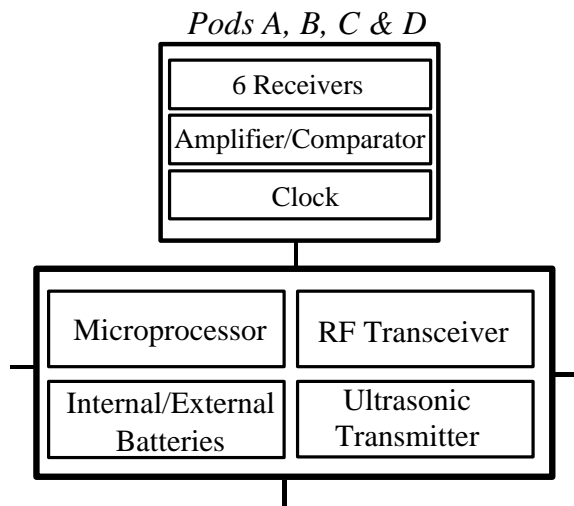 Pods A, B, C & D
6 Receivers
Amplifier/Comparator
Clock
Microprocessor
RF Transceiver
Internal/External
Batteries
Ultrasonic
Transmitter